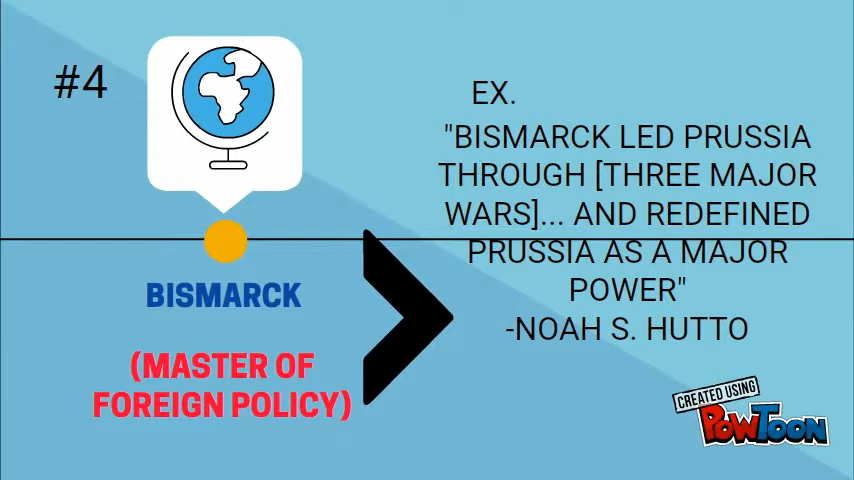 #4
BISMARCK
(MASTER OF
FOREIGN POLICY)
EX.
"BISMARCK LED PRUSSIA
THROUGH [THREE MAJOR
WARS]... AND REDEFINED
PRUSSIA AS A MAJOR
POWER"
-NOAH S. HUTTO
CREATED USING
POWTOON